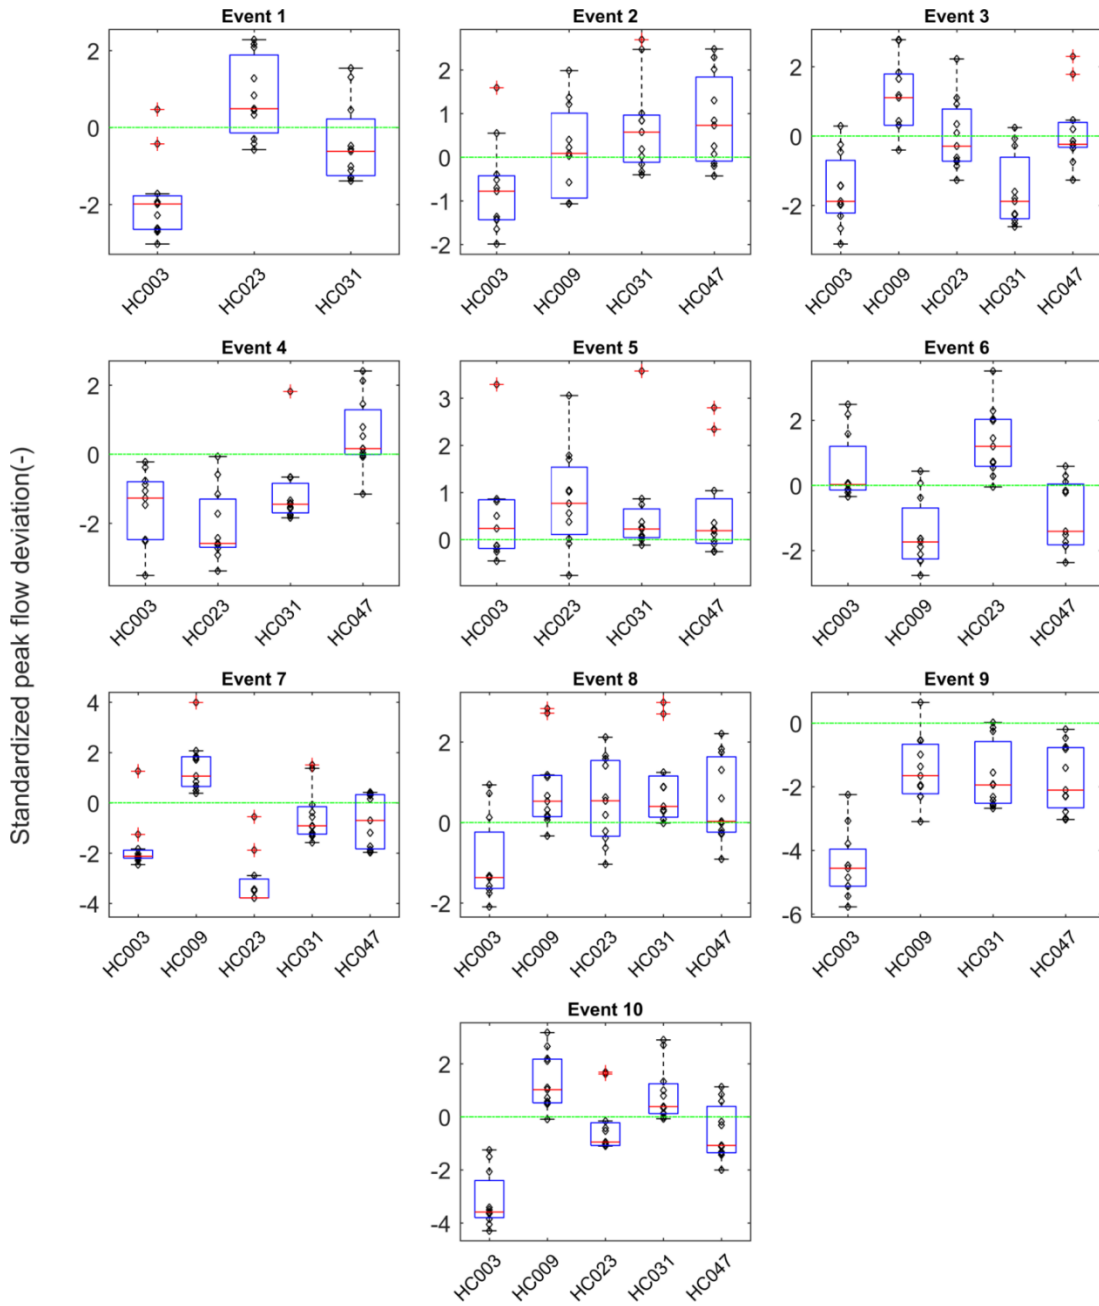 Standardized peak flow deviation(-)
Event 1
2
0
-2
HC003
HC023
HC031
Event 2
2
1
0
-1
-2
HC003
HC009
HC031
HC047
Event 3
2
0
-2
HC003
HC009
HC023
HC031
HC047
Event 4
2
0
-2
HC003
HC023
HC031
HC047
Event 5
3
2
1
0
HC003
HC023
HC031
HC047
Event 6
2
0
-2
HC003
HC009
HC023
HC047
Event 7
4
2
0
-2
-4
HC003
HC009
HC023
HC031
HC047
Event 8
2
0
-2
HC003
HC009
HC023
HC031
HC047
Event 9
0
-2
-4
-6
HC003
HC009
HC031
HC047
Event 10
2
0
-2
-4
HC003
HC009
HC023
HC031
HC047